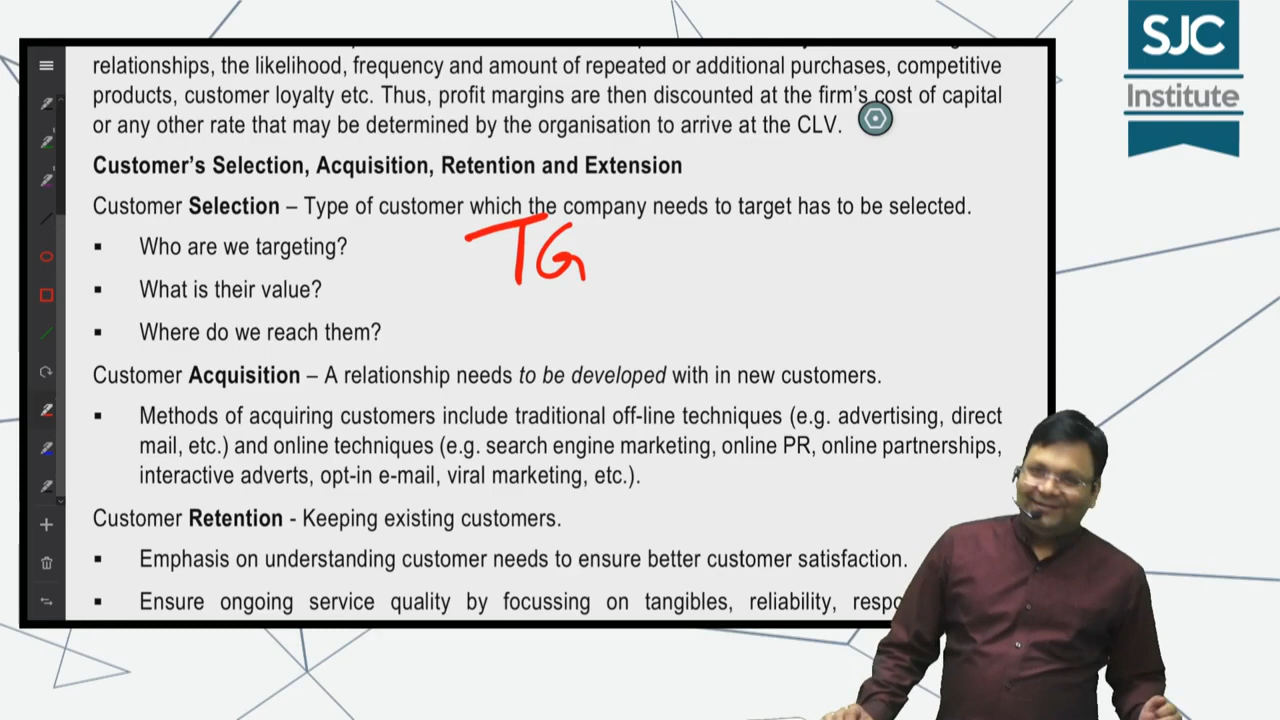 SJC
Institute
relationships, the likelihood, frequency and amount of repeated or additional purchases, competitive
products, customer loyalty etc. Thus, profit margins are then discounted at the firm's cost of capital
or any other rate that may be determined by the organisation to arrive at the CLV.
Customer's Selection, Acquisition, Retention and Extension
Customer Selection – Type of customer which the company needs to target has to be selected.
▪ Who are we targeting?
TG
▪ What is their value?
▪ Where do we reach them?
Customer Acquisition – A relationship needs to be developed with in new customers.
▪ Methods of acquiring customers include traditional off-line techniques (e.g. advertising, direct
mail, etc.) and online techniques (e.g. search engine marketing, online PR, online partnerships,
interactive adverts, opt-in e-mail, viral marketing, etc.).
Customer Retention - Keeping existing customers.
▪ Emphasis on understanding customer needs to ensure better customer satisfaction.
▪ Ensure ongoing service quality by focussing on tangibles, reliability,